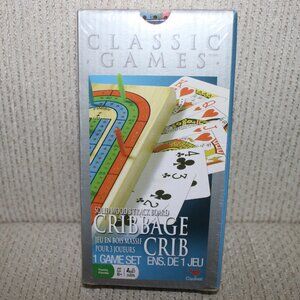 CLASSIC
GAMES
SOLID WOOD 3 TRACK BOARD
CRIBBAGE
JEU EN BOIS MASSIF
POUR 3 JOUEURS
CRIB
1 GAME SET ENS. DE 1 JEU
Cardinal